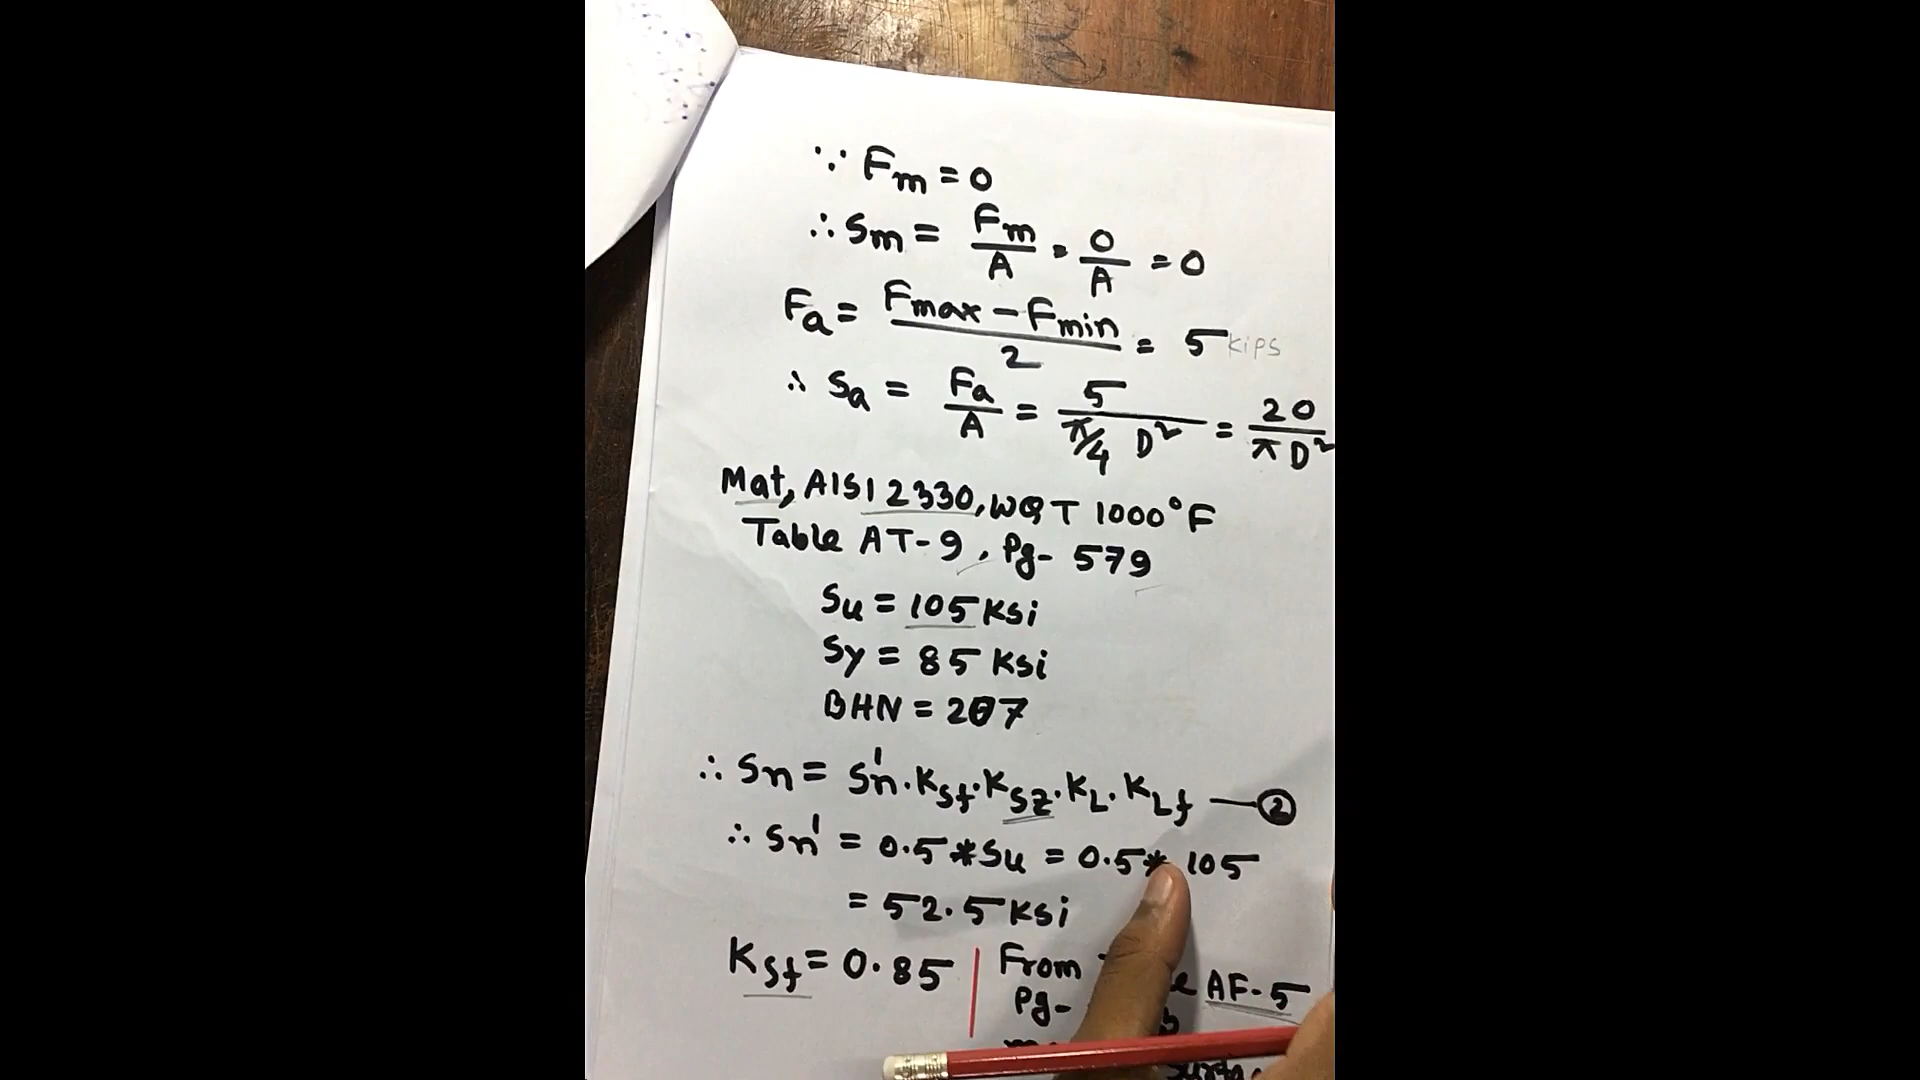 ∵ Fm = 0
∴ Sm = Fm/A = 0/A = 0
Fa = Fmax - Fmin / 2 = 5 kips
∴ Sa = Fa/A = 5 / π/4 D² = 20 / πD²
Mat, AISI 2330, WQT 1000°F
Table AT-9, Pg- 579
Su = 105 Ksi
Sy = 85 Ksi
BHN = 207
∴ Sn = Sn'. Ksf. Ksz. KL. KLf — ②
∴ Sn' = 0.5 * Su = 0.5 * 105
= 52.5 Ksi
Ksf = 0.85 | From AF-5
Pg-